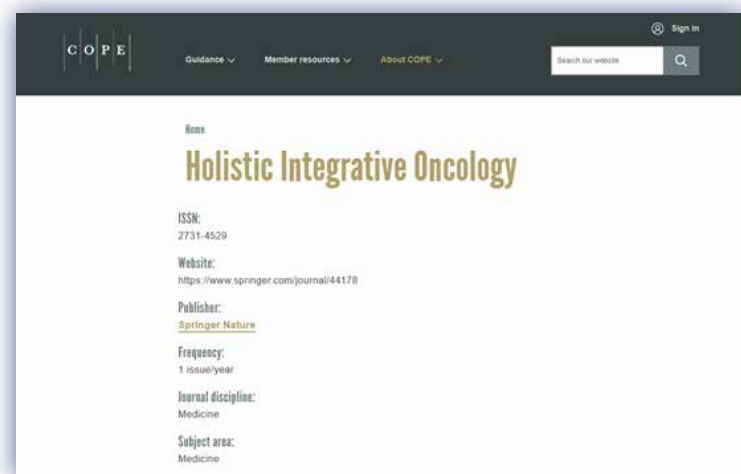 Sign in
C O P E
Guidance
Member resources
About COPE
Search our website
Home
Holistic Integrative Oncology
ISSN:
2731-4529
Website:
https://www.springer.com/journal/44178
Publisher:
Springer Nature
Frequency:
1 issue/year
Journal discipline:
Medicine
Subject area:
Medicine